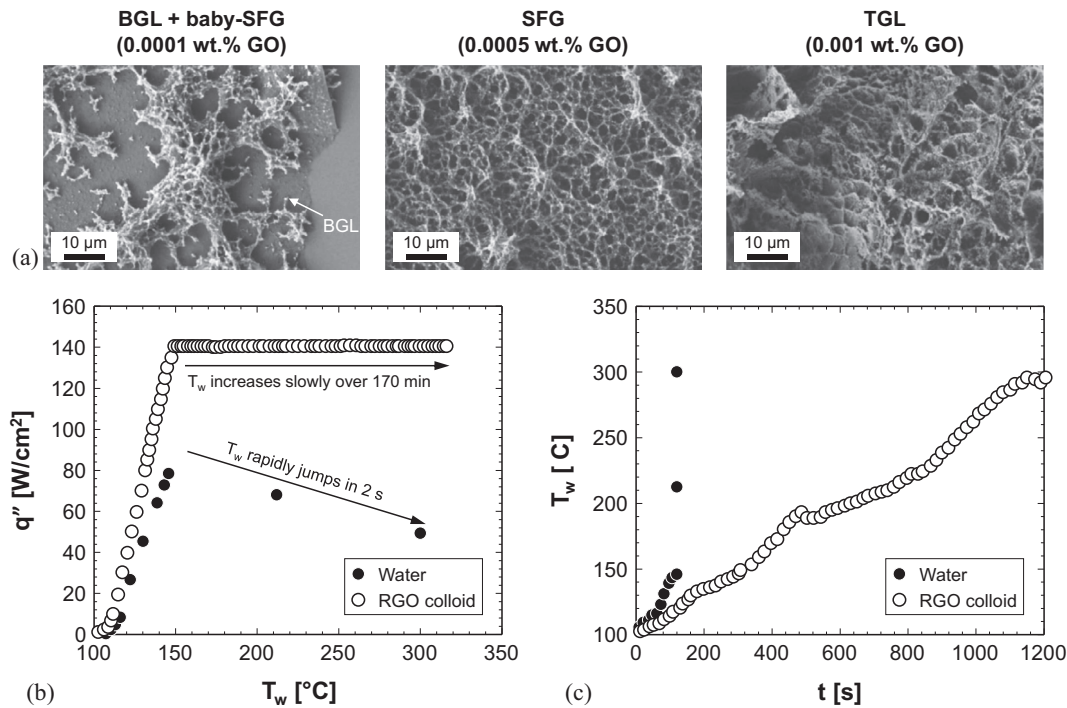 BGL + baby-SFG
(0.0001 wt.% GO)
SFG
(0.0005 wt.% GO)
TGL
(0.001 wt.% GO)
BGL
10 μm
10 μm
10 μm
(a)
160
140
120
100
80
60
40
20
0
q″ [W/cm²]
T_w increases slowly over 170 min
T_w rapidly jumps in 2 s
Water
RGO colloid
100
150
200
250
300
350
T_w [°C]
(b)
350
300
250
200
150
100
T_w [ C]
Water
RGO colloid
0
200
400
600
800
1000
1200
t [s]
(c)